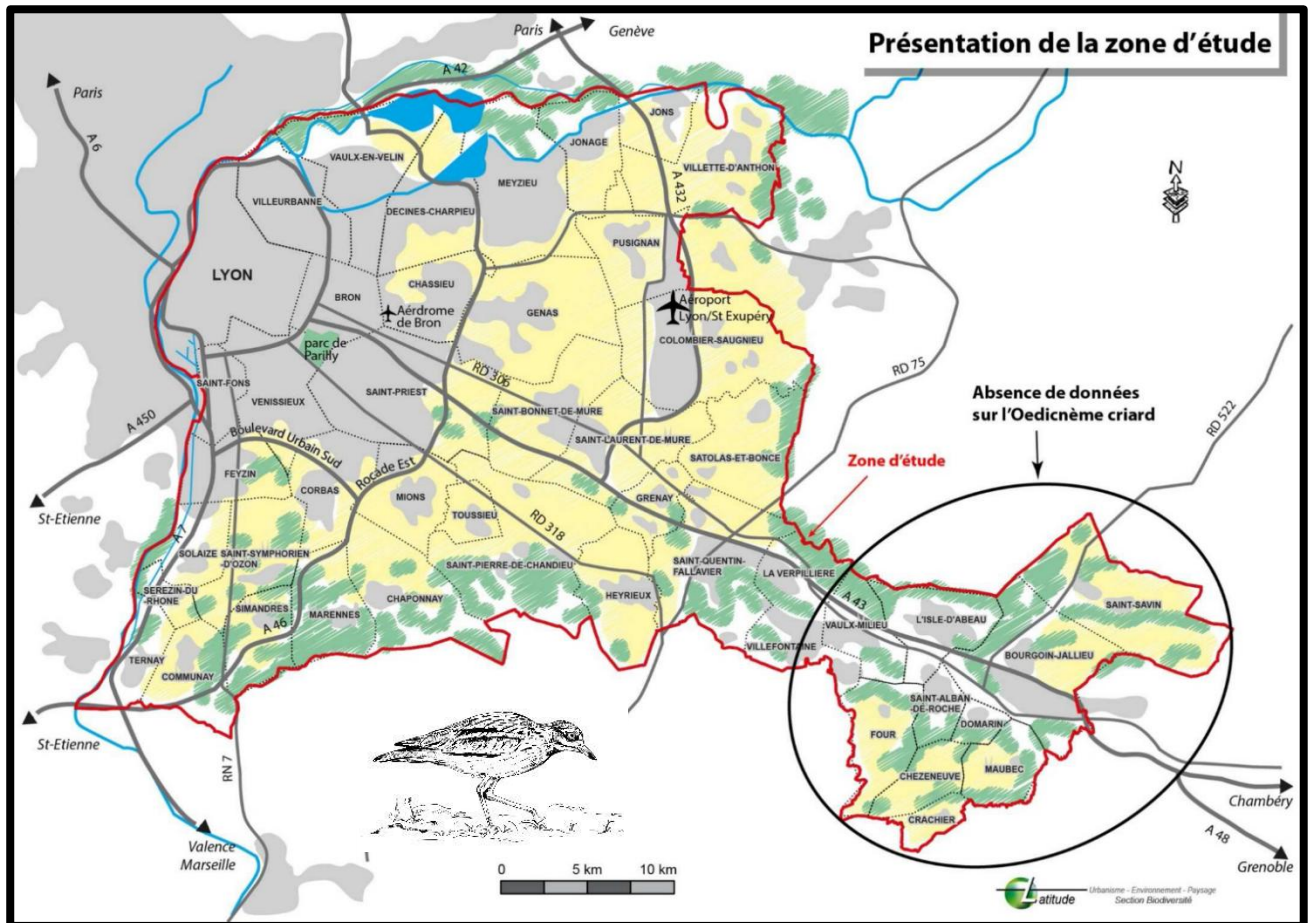 Présentation de la zone d'étude
Paris
Genève
Paris
A 42
A 6
JONS
JONAGE
VAULX-EN-VELIN
VILLETTE-D'ANTHON
MEYZIEU
A 432
VILLEURBANNE
DECINES-CHARPIEU
N
PUSIGNAN
LYON
CHASSIEU
BRON
Aérdrome
de Bron
GENAS
Aéroport
Lyon/St Exupéry
COLOMBIER-SAUGNIEU
parc de
Parilly
RD 306
RD 75
SAINT-FONS
VENISSIEUX
SAINT-PRIEST
A 450
Absence de données
sur l'Oedicnème criard
RD 522
SAINT-BONNET-DE-MURE
SAINT-LAURENT-DE-MURE
Boulevard Urbain Sud
Rocade Est
SATOLAS-ET-BONCE
Zone d'étude
FEYZIN
CORBAS
MIONS
GRENAY
St-Etienne
TOUSSIEU
RD 318
A 7
SOLAIZE
SAINT-SYMPHORIEN
-D'OZON
SAINT-PIERRE-DE-CHANDIEU
SAINT-QUENTIN-
FALLAVIER
LA VERPILLIERE
SEREZIN-DU
-RHONE
SIMANDRES
MARENNES
CHAPONNAY
HEYRIEUX
A 43
SAINT-SAVIN
A 46
VAULX-MILIEU
L'ISLE-D'ABEAU
VILLEFONTAINE
BOURGOIN-JALLIEU
TERNAY
COMMUNAY
SAINT-ALBAN
-DE-ROCHE
DOMARIN
FOUR
St-Etienne
RN 7
CHEZENEUVE
MAUBEC
CRACHIER
Chambéry
A 48
Grenoble
Valence
Marseille
0 5 km 10 km
Latitude
Urbanisme - Environnement - Paysage
Section Biodiversité